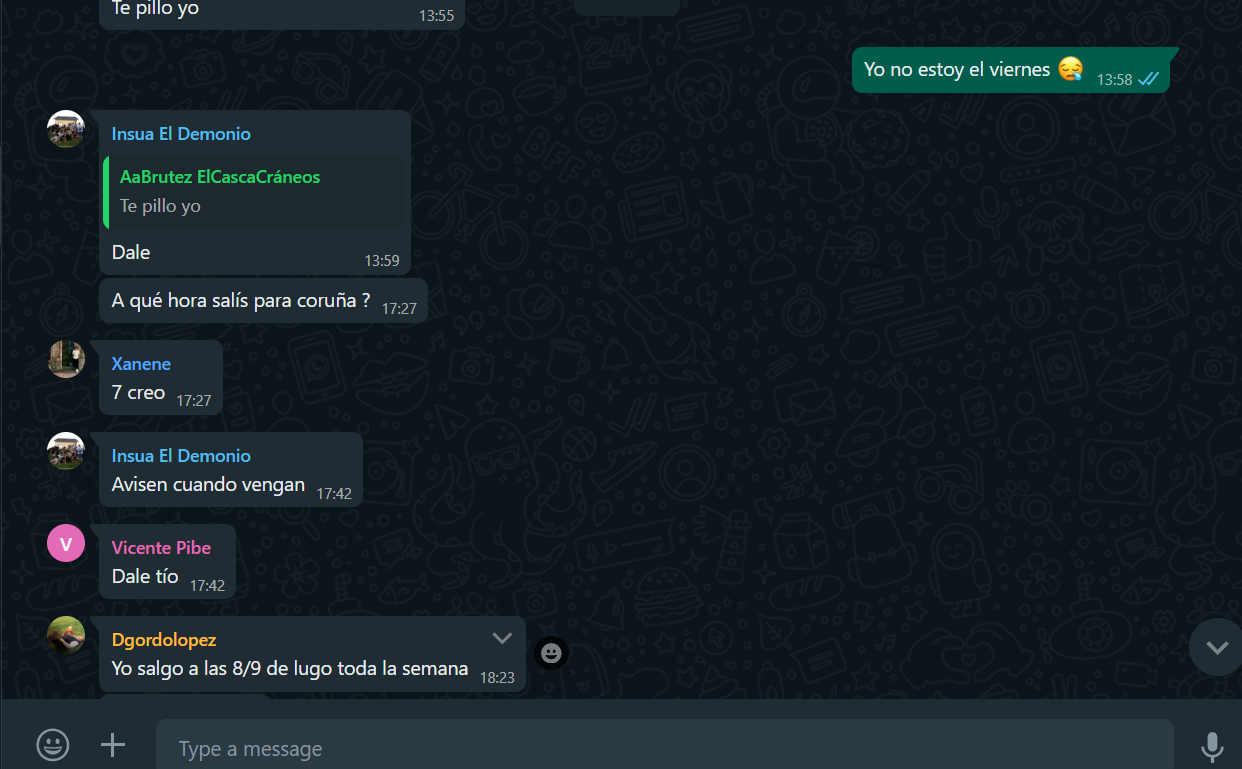 Te pillo yo
13:55
Yo no estoy el viernes 😪 13:58
Insua El Demonio
AaBrutez ElCascaCráneos
Te pillo yo
Dale
13:59
A qué hora salís para coruña ? 17:27
Xanene
7 creo 17:27
Insua El Demonio
Avisen cuando vengan 17:42
V
Vicente Pibe
Dale tío 17:42
Dgordolopez
Yo salgo a las 8/9 de lugo toda la semana 18:23
Type a message